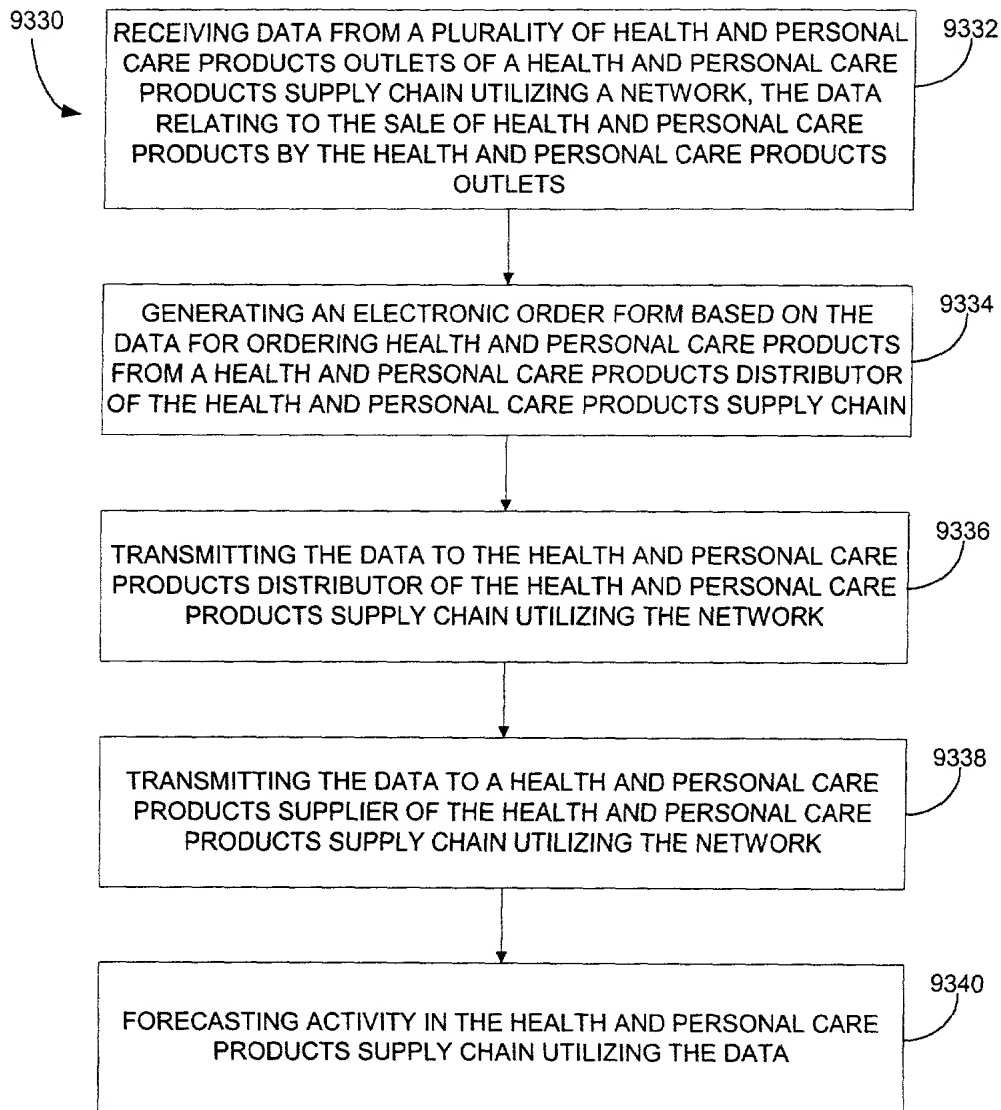 9330
RECEIVING DATA FROM A PLURALITY OF HEALTH AND PERSONAL
CARE PRODUCTS OUTLETS OF A HEALTH AND PERSONAL CARE
PRODUCTS SUPPLY CHAIN UTILIZING A NETWORK, THE DATA
RELATING TO THE SALE OF HEALTH AND PERSONAL CARE
PRODUCTS BY THE HEALTH AND PERSONAL CARE PRODUCTS
OUTLETS
9332
GENERATING AN ELECTRONIC ORDER FORM BASED ON THE
DATA FOR ORDERING HEALTH AND PERSONAL CARE PRODUCTS
FROM A HEALTH AND PERSONAL CARE PRODUCTS DISTRIBUTOR
OF THE HEALTH AND PERSONAL CARE PRODUCTS SUPPLY CHAIN
9334
TRANSMITTING THE DATA TO THE HEALTH AND PERSONAL CARE
PRODUCTS DISTRIBUTOR OF THE HEALTH AND PERSONAL CARE
PRODUCTS SUPPLY CHAIN UTILIZING THE NETWORK
9336
TRANSMITTING THE DATA TO A HEALTH AND PERSONAL CARE
PRODUCTS SUPPLIER OF THE HEALTH AND PERSONAL CARE
PRODUCTS SUPPLY CHAIN UTILIZING THE NETWORK
9338
FORECASTING ACTIVITY IN THE HEALTH AND PERSONAL CARE
PRODUCTS SUPPLY CHAIN UTILIZING THE DATA
9340